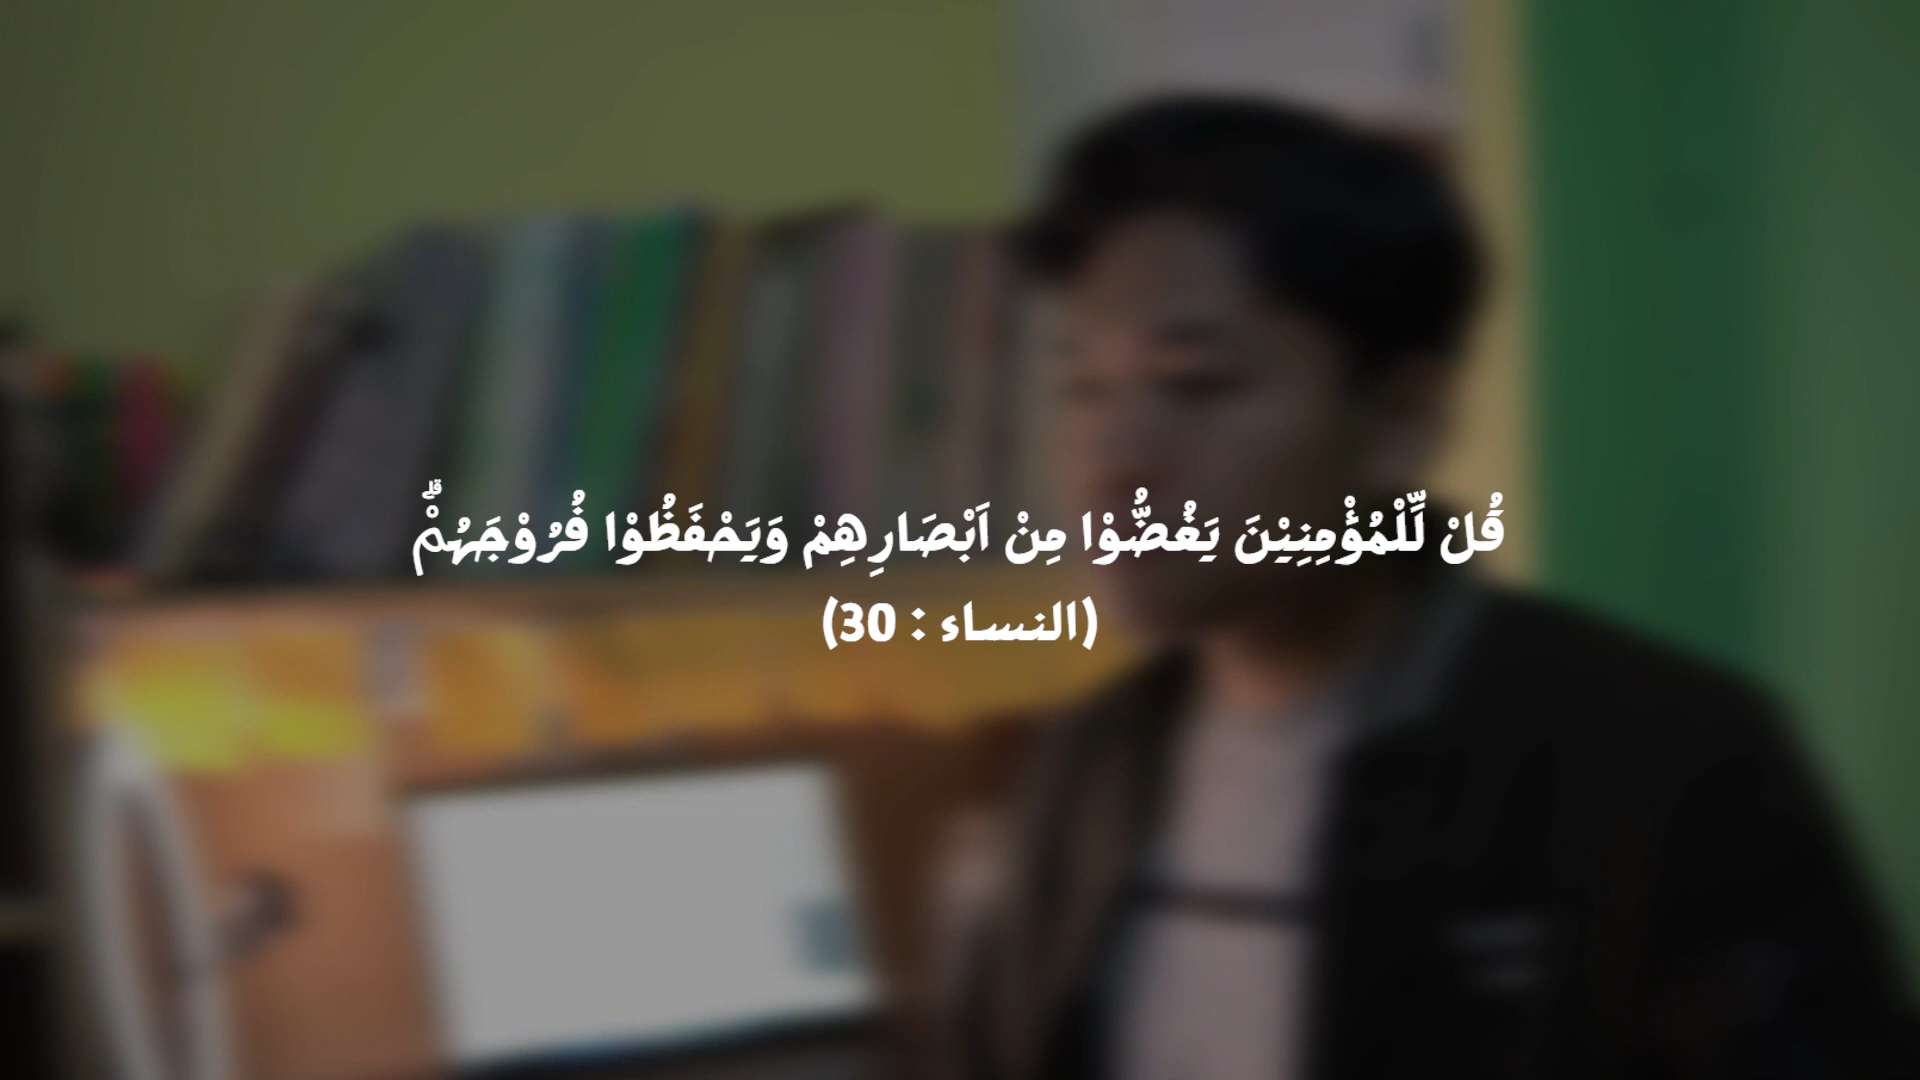 قُلْ لِّلْمُؤْمِنِيْنَ يَغُضُّوْا مِنْ اَبْصَارِهِمْ وَيَحْفَظُوْا فُرُوْجَهُمْۗ
(النساء : 30)